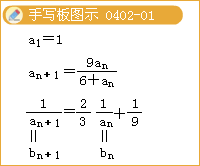 手写板图示 0402-01
a₁=1
aₙ₊₁=9aₙ/(6+aₙ)
1/aₙ₊₁=2/3 1/aₙ+1/9
‖ ‖
bₙ₊₁ bₙ